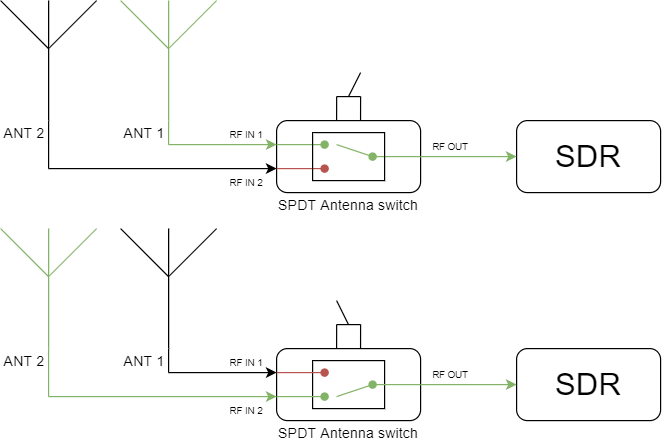 ANT 2
ANT 1
RF IN 1
RF IN 2
RF OUT
SDR
SPDT Antenna switch
ANT 2
ANT 1
RF IN 1
RF IN 2
RF OUT
SDR
SPDT Antenna switch